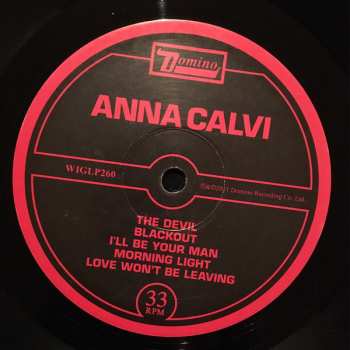 Domino
ANNA CALVI
WIGLP260
Domino Recording Co. Ltd.
THE DEVIL
BLACKOUT
I'LL BE YOUR MAN
MORNING LIGHT
LOVE WON'T BE LEAVING
33
RPM